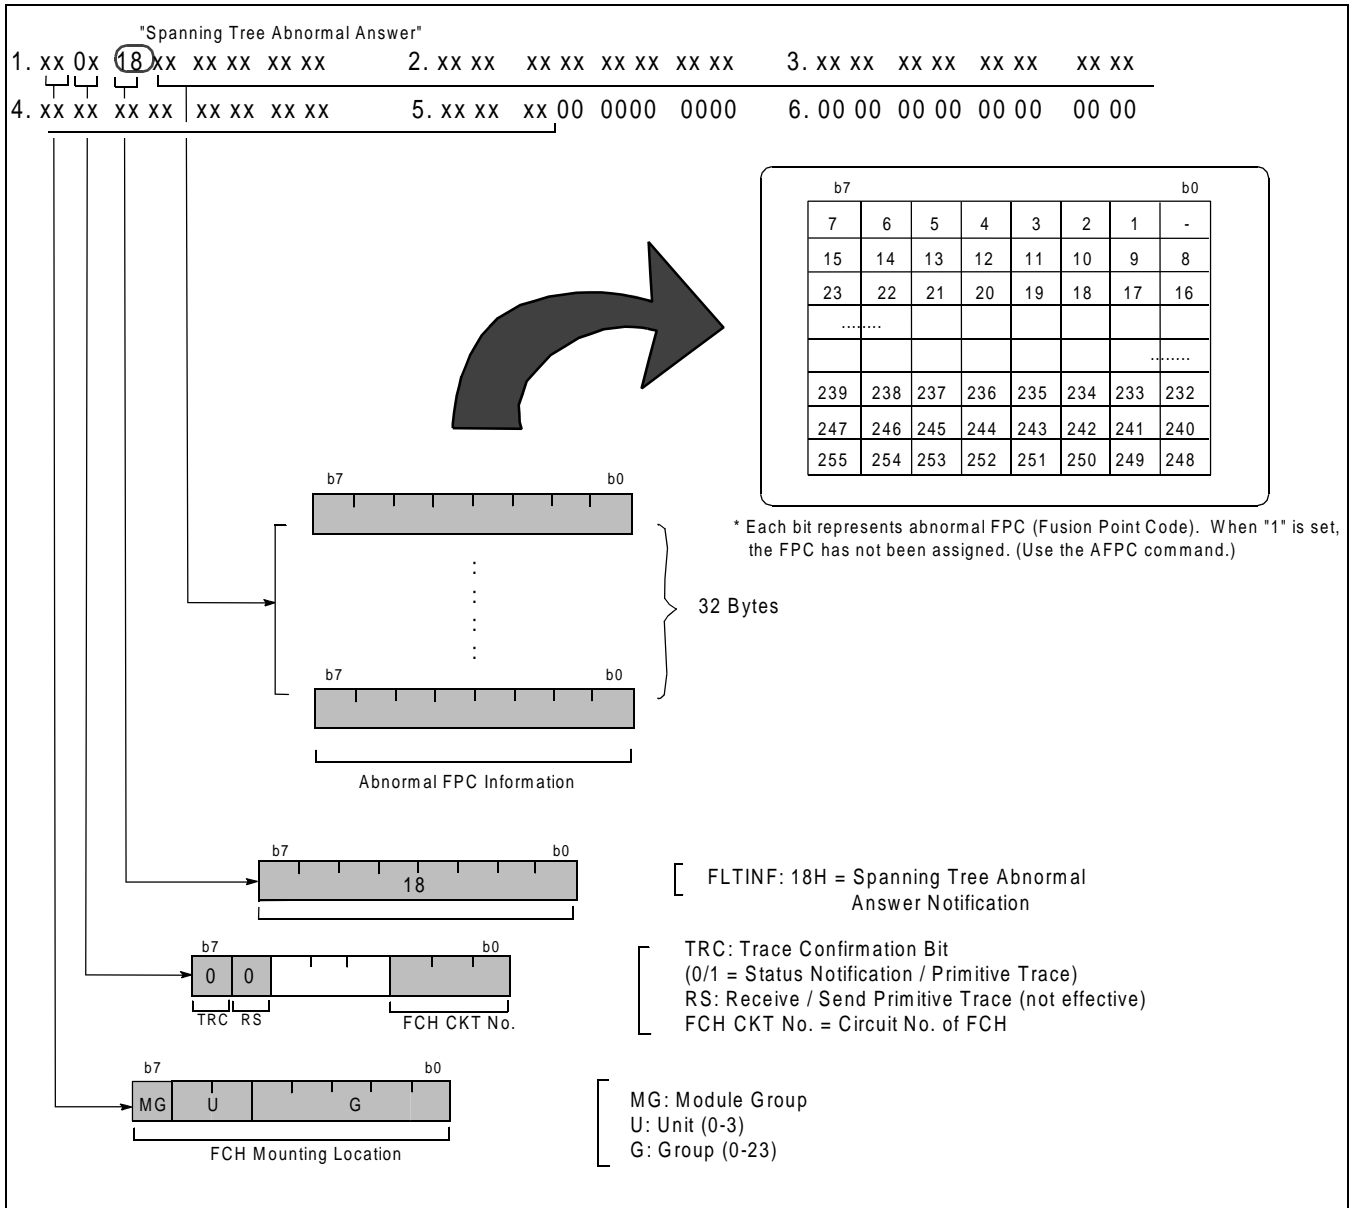 "Spanning Tree Abnormal Answer"
1. xx 0x 18 xx xx xx xx xx 2. xx xx xx xx xx xx xx xx 3. xx xx xx xx xx xx xx xx
4. xx xx xx xx xx xx xx xx 5. xx xx xx 00 0000 0000 6. 00 00 00 00 00 00 00 00
b7 b0
7 6 5 4 3 2 1 -
15 14 13 12 11 10 9 8
23 22 21 20 19 18 17 16
........
........
239 238 237 236 235 234 233 232
247 246 245 244 243 242 241 240
255 254 253 252 251 250 249 248
* Each bit represents abnormal FPC (Fusion Point Code). When "1" is set,
the FPC has not been assigned. (Use the AFPC command.)
b7 b0
:
:
:
:
32 Bytes
b7 b0
Abnormal FPC Information
b7 b0
18
FLTINF: 18H = Spanning Tree Abnormal
Answer Notification
b7 b0
0 0
TRC RS FCH CKT No.
TRC: Trace Confirmation Bit
(0/1 = Status Notification / Primitive Trace)
RS: Receive / Send Primitive Trace (not effective)
FCH CKT No. = Circuit No. of FCH
b7 b0
MG U G
FCH Mounting Location
MG: Module Group
U: Unit (0-3)
G: Group (0-23)